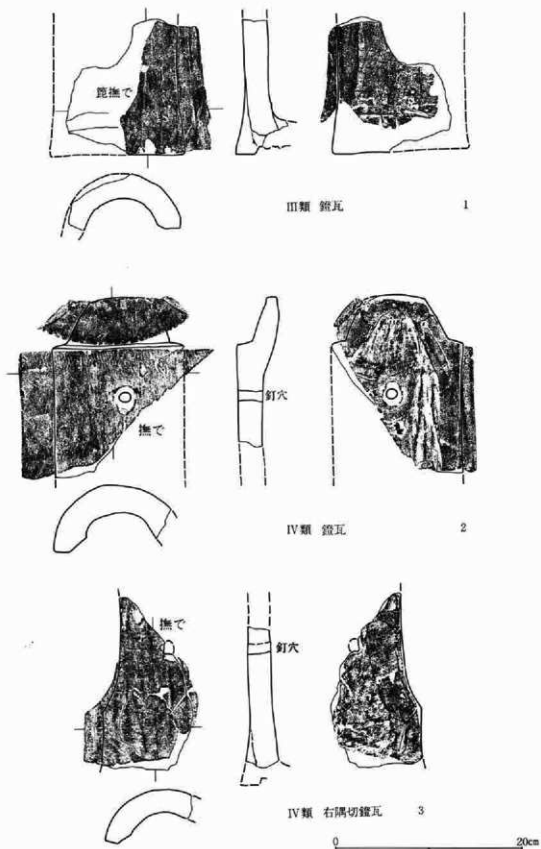 篦撫で
III類 鐙瓦 1
釘穴
撫で
IV類 鐙瓦 2
撫で
釘穴
IV類 右隅切鐙瓦 3
0 20cm